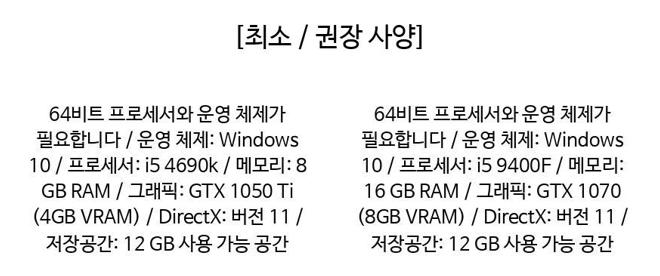 [최소 / 권장 사양]
64비트 프로세서와 운영 체제가
필요합니다 / 운영 체제: Windows
10 / 프로세서: i5 4690k / 메모리: 8
GB RAM / 그래픽: GTX 1050 Ti
(4GB VRAM) / DirectX: 버전 11 /
저장공간: 12 GB 사용 가능 공간
64비트 프로세서와 운영 체제가
필요합니다 / 운영 체제: Windows
10 / 프로세서: i5 9400F / 메모리:
16 GB RAM / 그래픽: GTX 1070
(8GB VRAM) / DirectX: 버전 11 /
저장공간: 12 GB 사용 가능 공간